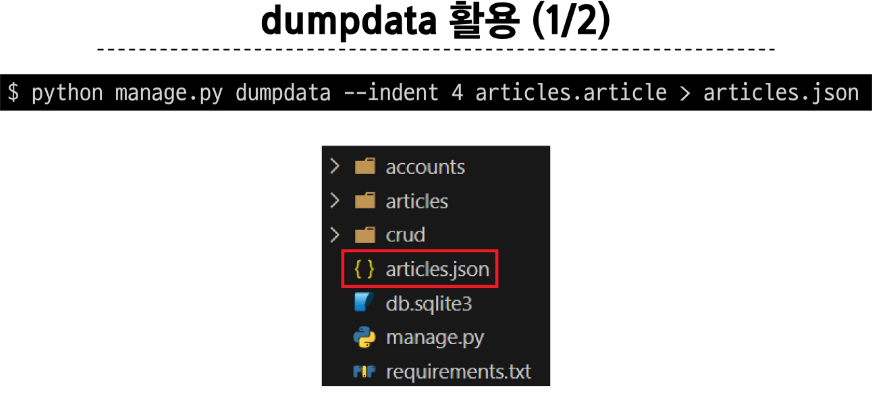 dumpdata 활용 (1/2)
$ python manage.py dumpdata --indent 4 articles.article > articles.json
accounts
articles
crud
articles.json
db.sqlite3
manage.py
requirements.txt